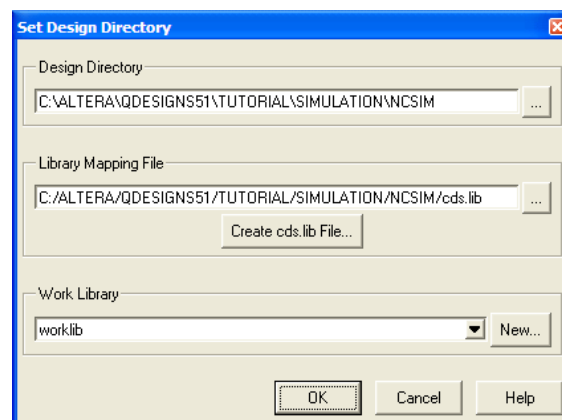 Set Design Directory
Design Directory
C:\ALTERA\QDESIGNS51\TUTORIAL\SIMULATION\NCSIM
...
Library Mapping File
C:/ALTERA/QDESIGNS51/TUTORIAL/SIMULATION/NCSIM/cds.lib
...
Create cds.lib File...
Work Library
worklib
New...
OK
Cancel
Help